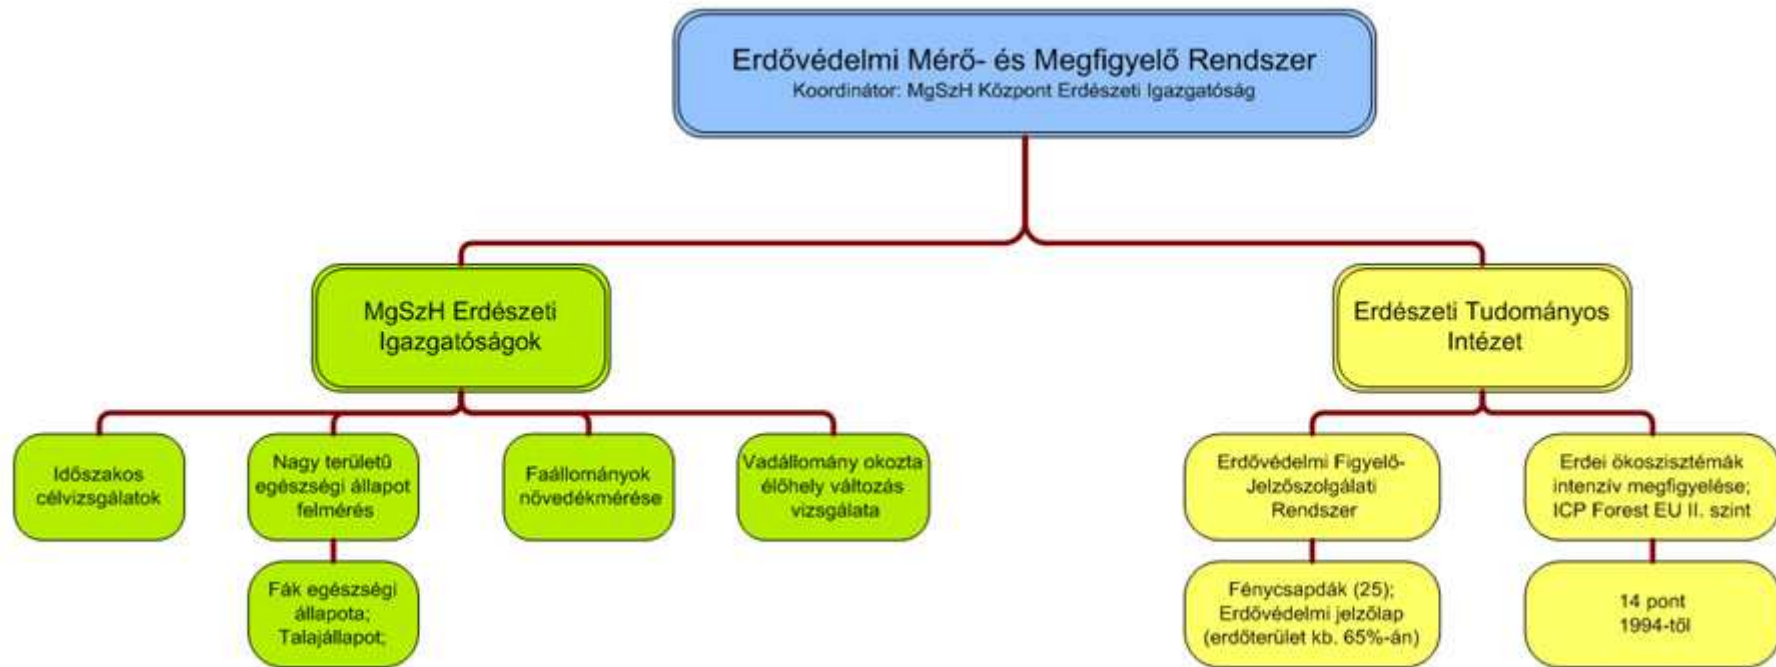 Erdővédelmi Mérő- és Megfigyelő Rendszer
Koordinátor: MgSzH Központ Erdészeti Igazgatóság
MgSzH Erdészeti
Igazgatóságok
Erdészeti Tudományos
Intézet
Időszakos
célvizsgálatok
Nagy területű
egészségi állapot
felmérés
Faállományok
növedékmérése
Vadállomány okozta
élőhely változás
vizsgálata
Erdővédelmi Figyelő-
Jelzőszolgálati
Rendszer
Erdei ökoszisztémák
intenzív megfigyelése;
ICP Forest EU II. szint
Fák egészségi
állapota;
Talajállapot;
Fénycsapdák (25);
Erdővédelmi jelzőlap
(erdőterület kb. 65%-án)
14 pont
1994-től